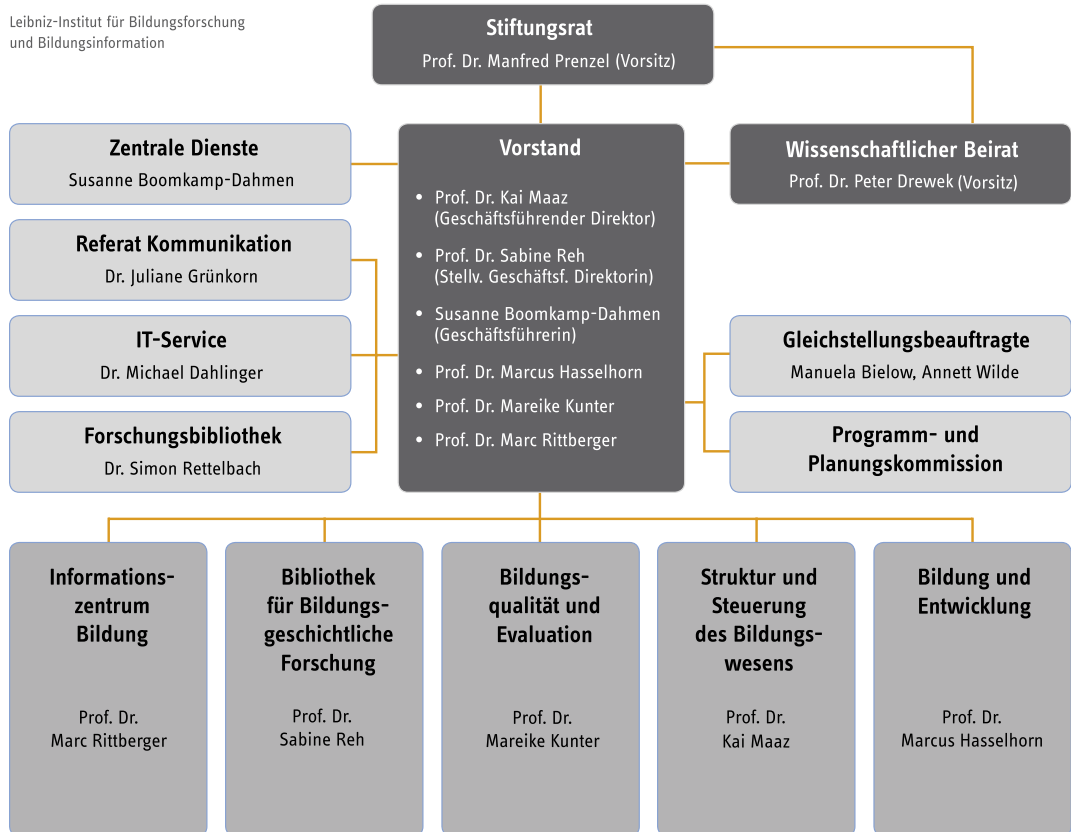 Leibniz-Institut für Bildungsforschung
und Bildungsinformation
Stiftungsrat
Prof. Dr. Manfred Prenzel (Vorsitz)
Zentrale Dienste
Susanne Boomkamp-Dahmen
Referat Kommunikation
Dr. Juliane Grünkorn
IT-Service
Dr. Michael Dahlinger
Forschungsbibliothek
Dr. Simon Rettelbach
Vorstand
• Prof. Dr. Kai Maaz
(Geschäftsführender Direktor)
• Prof. Dr. Sabine Reh
(Stellv. Geschäftsf. Direktorin)
• Susanne Boomkamp-Dahmen
(Geschäftsführerin)
• Prof. Dr. Marcus Hasselhorn
• Prof. Dr. Mareike Kunter
• Prof. Dr. Marc Rittberger
Wissenschaftlicher Beirat
Prof. Dr. Peter Drewek (Vorsitz)
Gleichstellungsbeauftragte
Manuela Bielow, Annett Wilde
Programm- und
Planungskommission
Informations-
zentrum
Bildung
Prof. Dr.
Marc Rittberger
Bibliothek
für Bildungs-
geschichtliche
Forschung
Prof. Dr.
Sabine Reh
Bildungs-
qualität und
Evaluation
Prof. Dr.
Mareike Kunter
Struktur und
Steuerung
des Bildungs-
wesens
Prof. Dr.
Kai Maaz
Bildung und
Entwicklung
Prof. Dr.
Marcus Hasselhorn